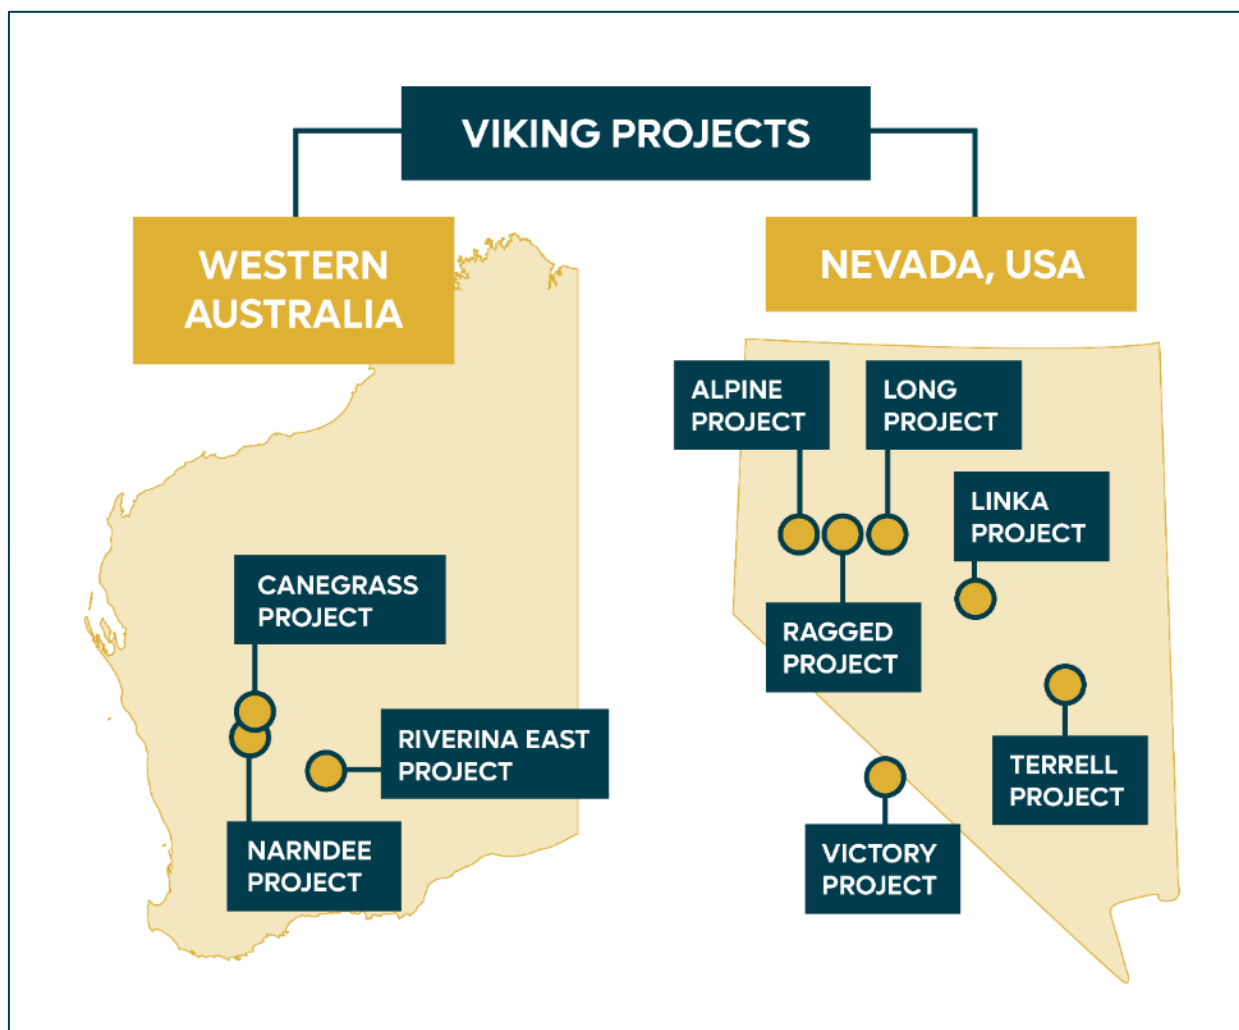 VIKING PROJECTS
WESTERN
AUSTRALIA
CANEGRASS
PROJECT
RIVERINA EAST
PROJECT
NARNDEE
PROJECT
NEVADA, USA
ALPINE
PROJECT
LONG
PROJECT
LINKA
PROJECT
RAGGED
PROJECT
TERRELL
PROJECT
VICTORY
PROJECT